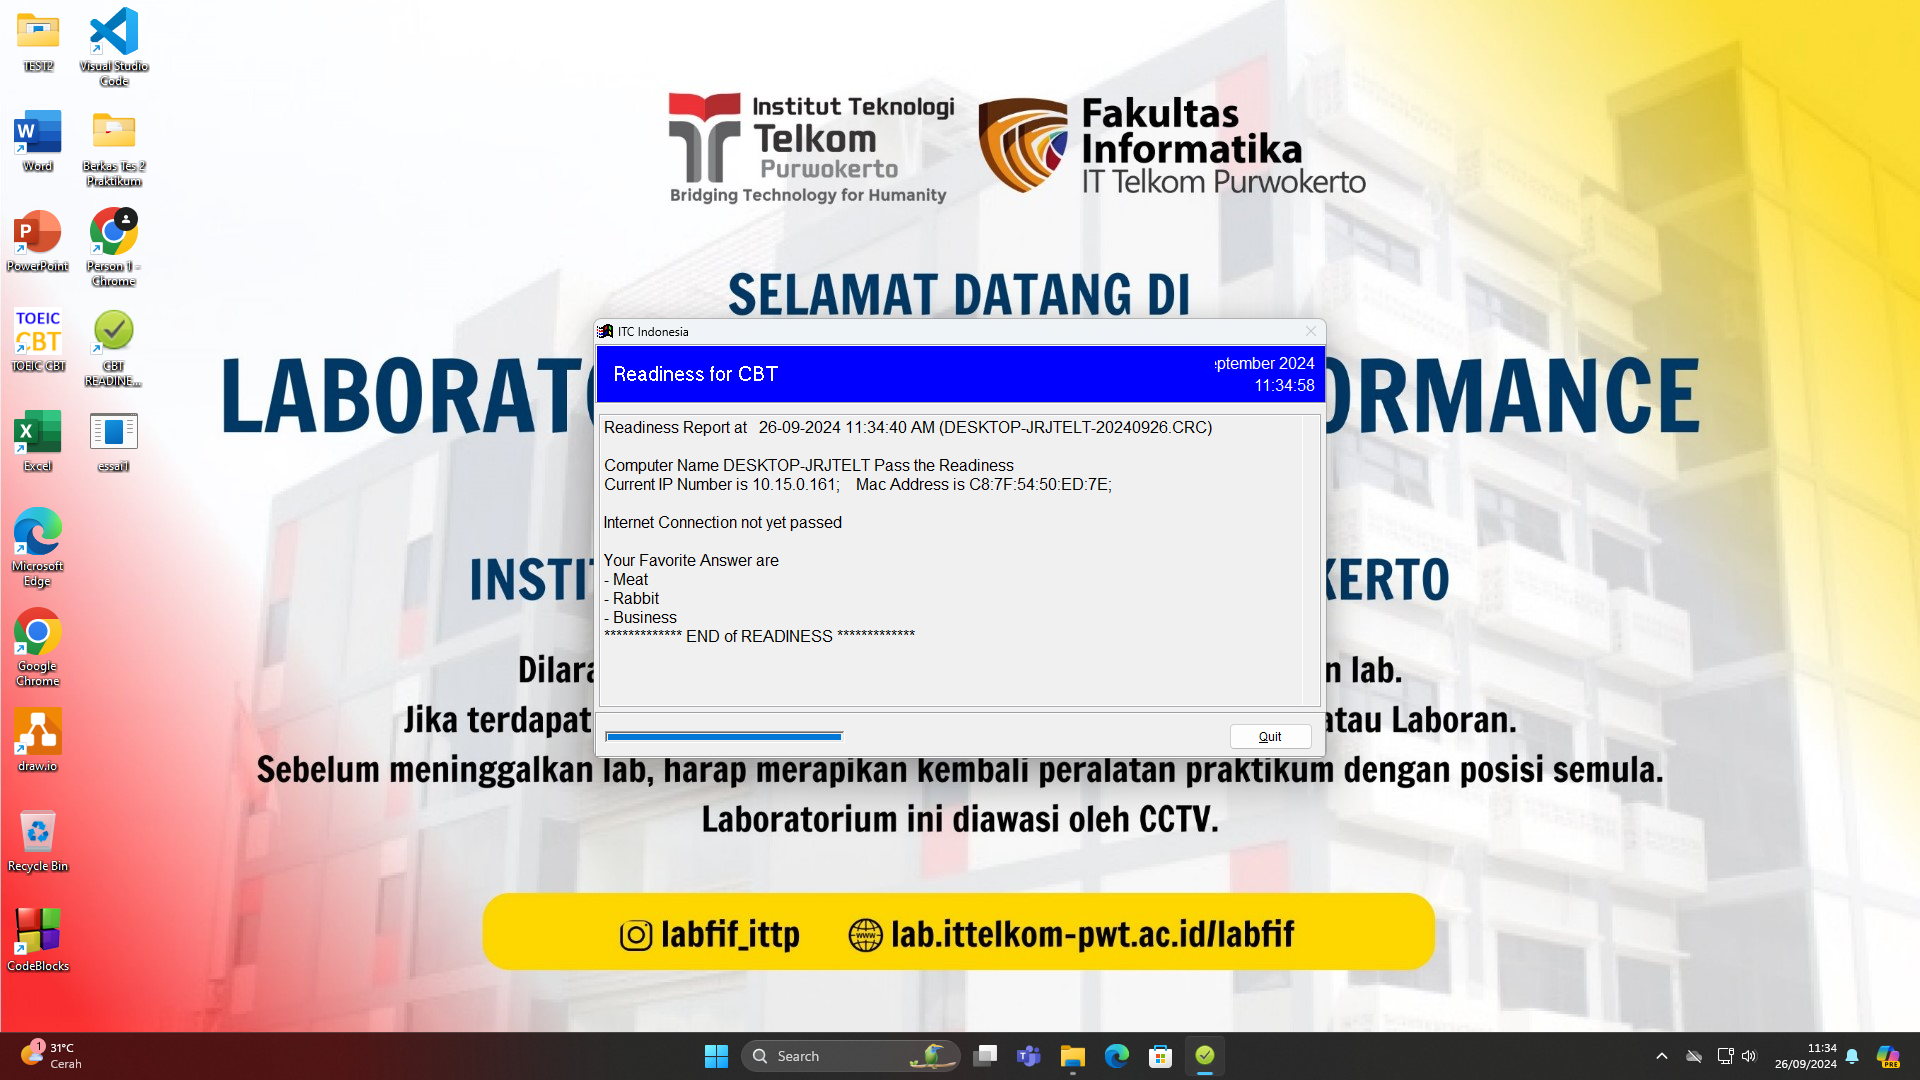 TEST2
Visual Studio
Code
Word
Berkas Tes 2
Praktikum
PowerPoint
Person 1 -
Chrome
TOEIC
CBT
TOEIC CBT
CBT
READINE...
Excel
essai1
Microsoft
Edge
Google
Chrome
draw.io
Recycle Bin
CodeBlocks
Institut Teknologi
Telkom
Purwokerto
Bridging Technology for Humanity
Fakultas
Informatika
IT Telkom Purwokerto
SELAMAT DATANG DI
LABORAT
ORMANCE
INSTI
KERTO
Dilara
n lab.
Jika terdapat
atau Laboran.
Sebelum meninggalkan lab, harap merapikan kembali peralatan praktikum dengan posisi semula.
Laboratorium ini diawasi oleh CCTV.
labfif_ittp
www
lab.ittelkom-pwt.ac.id/labfif
ITC Indonesia
Readiness for CBT
ptember 2024
11:34:58
Readiness Report at 26-09-2024 11:34:40 AM (DESKTOP-JRJTELT-20240926.CRC)
Computer Name DESKTOP-JRJTELT Pass the Readiness
Current IP Number is 10.15.0.161; Mac Address is C8:7F:54:50:ED:7E;
Internet Connection not yet passed
Your Favorite Answer are
- Meat
- Rabbit
- Business
************* END of READINESS *************
Quit
1
31°C
Cerah
Search
11:34
26/09/2024
PRE